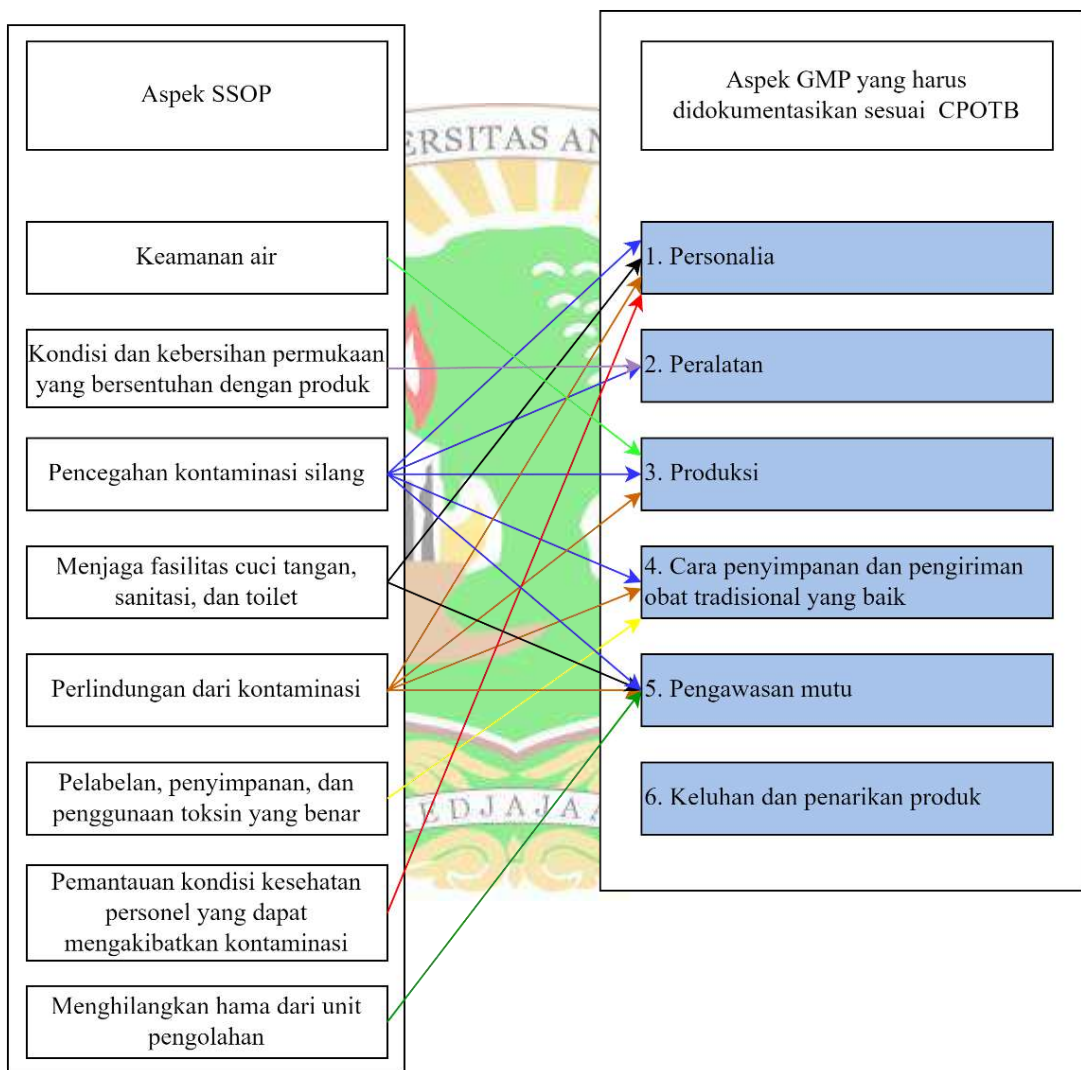 Aspek SSOP
Keamanan air
Kondisi dan kebersihan permukaan
yang bersentuhan dengan produk
Pencegahan kontaminasi silang
Menjaga fasilitas cuci tangan,
sanitasi, dan toilet
Perlindungan dari kontaminasi
Pelabelan, penyimpanan, dan
penggunaan toksin yang benar
Pemantauan kondisi kesehatan
personel yang dapat
mengakibatkan kontaminasi
Menghilangkan hama dari unit
pengolahan
ERSITAS AN
EDJAJAA
Aspek GMP yang harus
didokumentasikan sesuai CPOTB
1. Personalia
2. Peralatan
3. Produksi
4. Cara penyimpanan dan pengiriman
obat tradisional yang baik
5. Pengawasan mutu
6. Keluhan dan penarikan produk